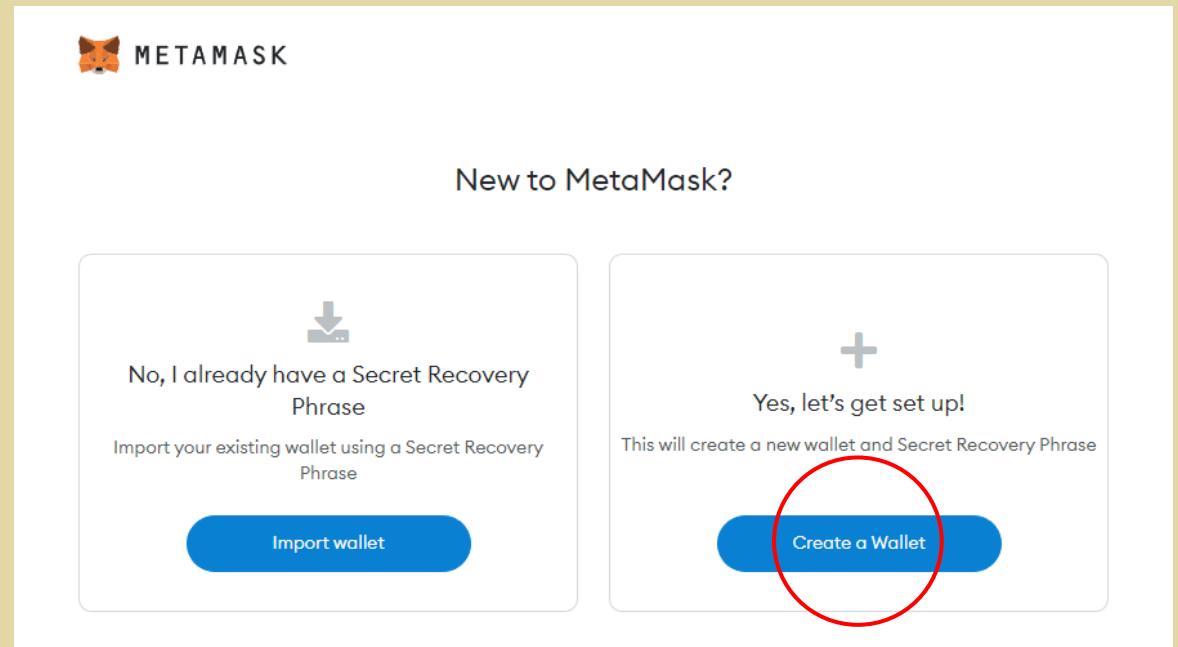 METAMASK
New to MetaMask?
No, I already have a Secret Recovery
Phrase
Import your existing wallet using a Secret Recovery
Phrase
Import wallet
Yes, let's get set up!
This will create a new wallet and Secret Recovery Phrase
Create a Wallet